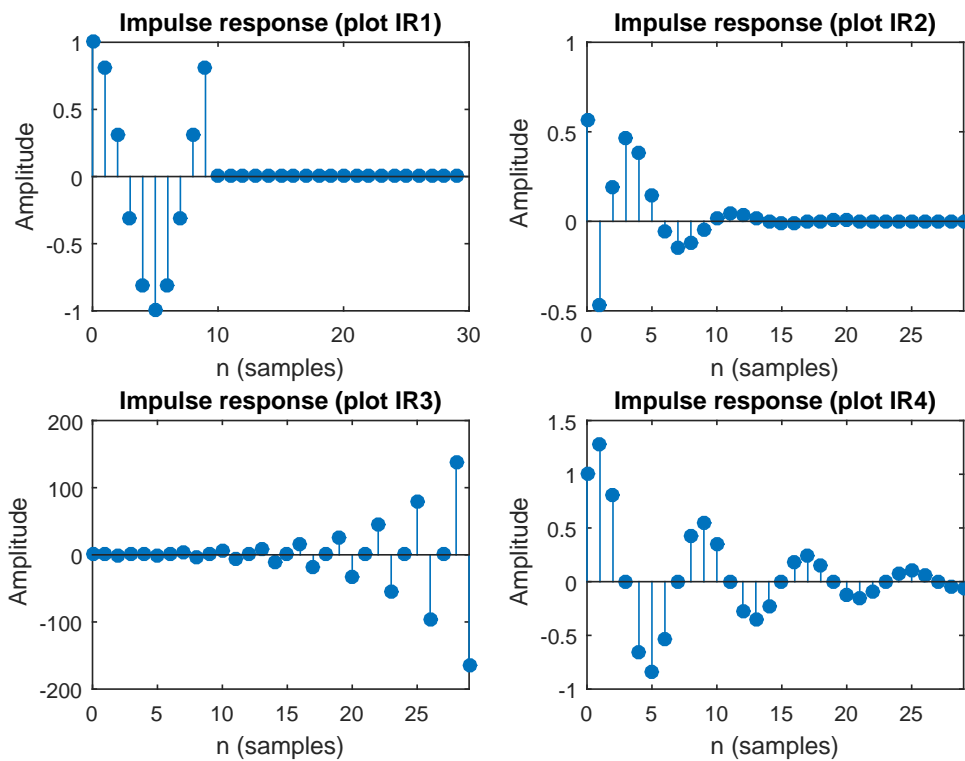 Impulse response (plot IR1)
1
0.5
0
-0.5
-1
Amplitude
0 10 20 30
n (samples)
Impulse response (plot IR2)
1
0.5
0
-0.5
Amplitude
0 5 10 15 20 25
n (samples)
Impulse response (plot IR3)
200
100
0
-100
-200
Amplitude
0 5 10 15 20 25
n (samples)
Impulse response (plot IR4)
1.5
1
0.5
0
-0.5
-1
Amplitude
0 5 10 15 20 25
n (samples)